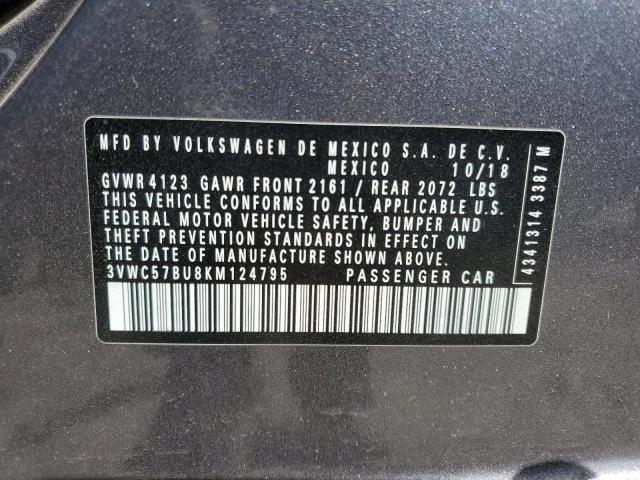 MFD BY VOLKSWAGEN DE MEXICO S.A. DE C.V.
MEXICO 10/18
GVWR 4123 GAWR FRONT 2161 / REAR 2072 LBS
THIS VEHICLE CONFORMS TO ALL APPLICABLE U.S.
FEDERAL MOTOR VEHICLE SAFETY, BUMPER AND
THEFT PREVENTION STANDARDS IN EFFECT ON
THE DATE OF MANUFACTURE SHOWN ABOVE.
3VWC57BU8KM124795 PASSENGER CAR
4341314 3387 M